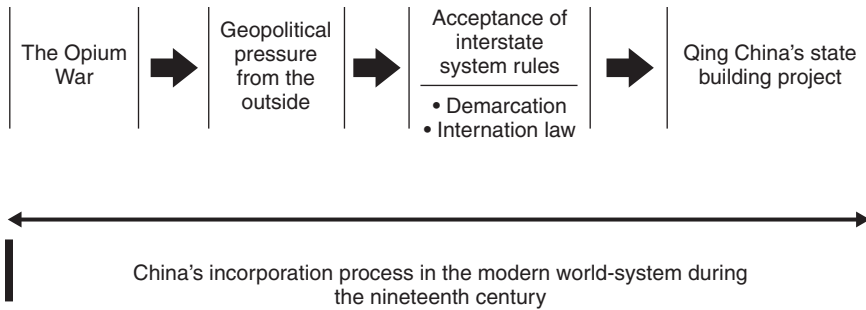 The Opium
War
Geopolitical
pressure
from the
outside
Acceptance of
interstate
system rules
• Demarcation
• Internation law
Qing China's state
building project
China's incorporation process in the modern world-system during
the nineteenth century